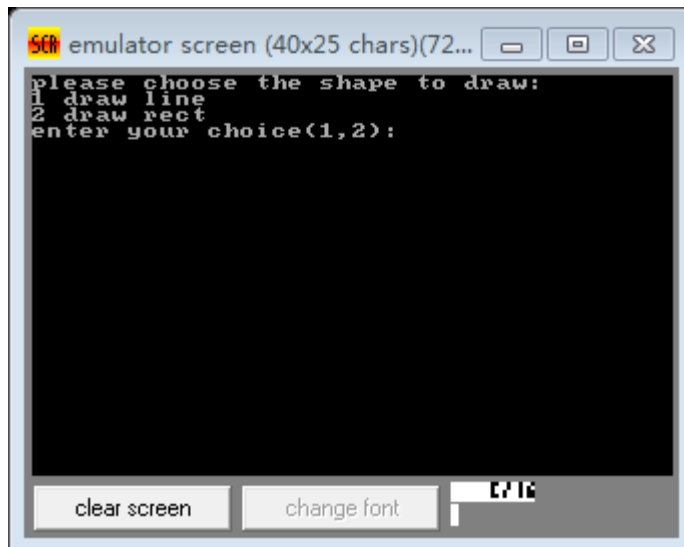 SCR emulator screen (40x25 chars)(72...
please choose the shape to draw:
1 draw line
2 draw rect
enter your choice(1,2):
clear screen
change font